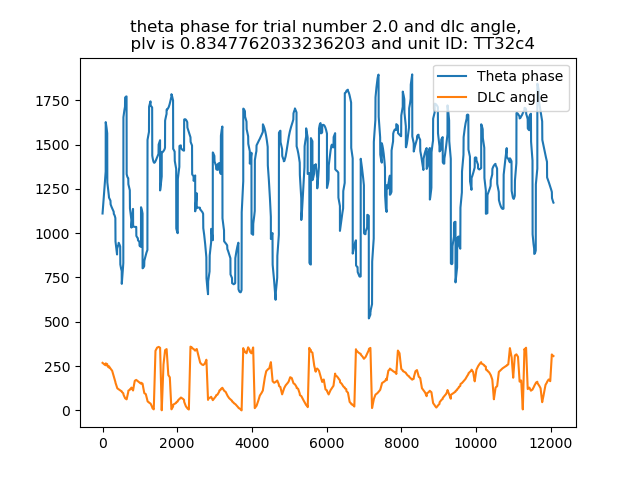 theta phase for trial number 2.0 and dlc angle,
plv is 0.8347762033236203 and unit ID: TT32c4
Theta phase
DLC angle
1750
1500
1250
1000
750
500
250
0
0 2000 4000 6000 8000 10000 12000